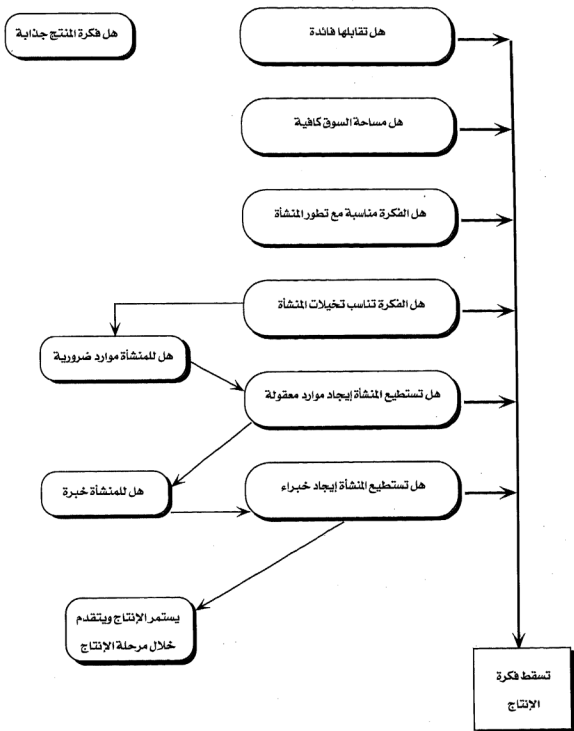 هل فكرة المنتج جذابة
هل تقابلها فائدة
هل مساحة السوق كافية
هل الفكرة مناسبة مع تطور المنشأة
هل الفكرة تناسب تخيلات المنشأة
هل للمنشأة موارد ضرورية
هل تستطيع المنشأة إيجاد موارد معقولة
هل للمنشأة خبرة
هل تستطيع المنشأة إيجاد خبراء
يستمر الإنتاج ويتقدم
خلال مرحلة الإنتاج
تسقط فكرة
الإنتاج